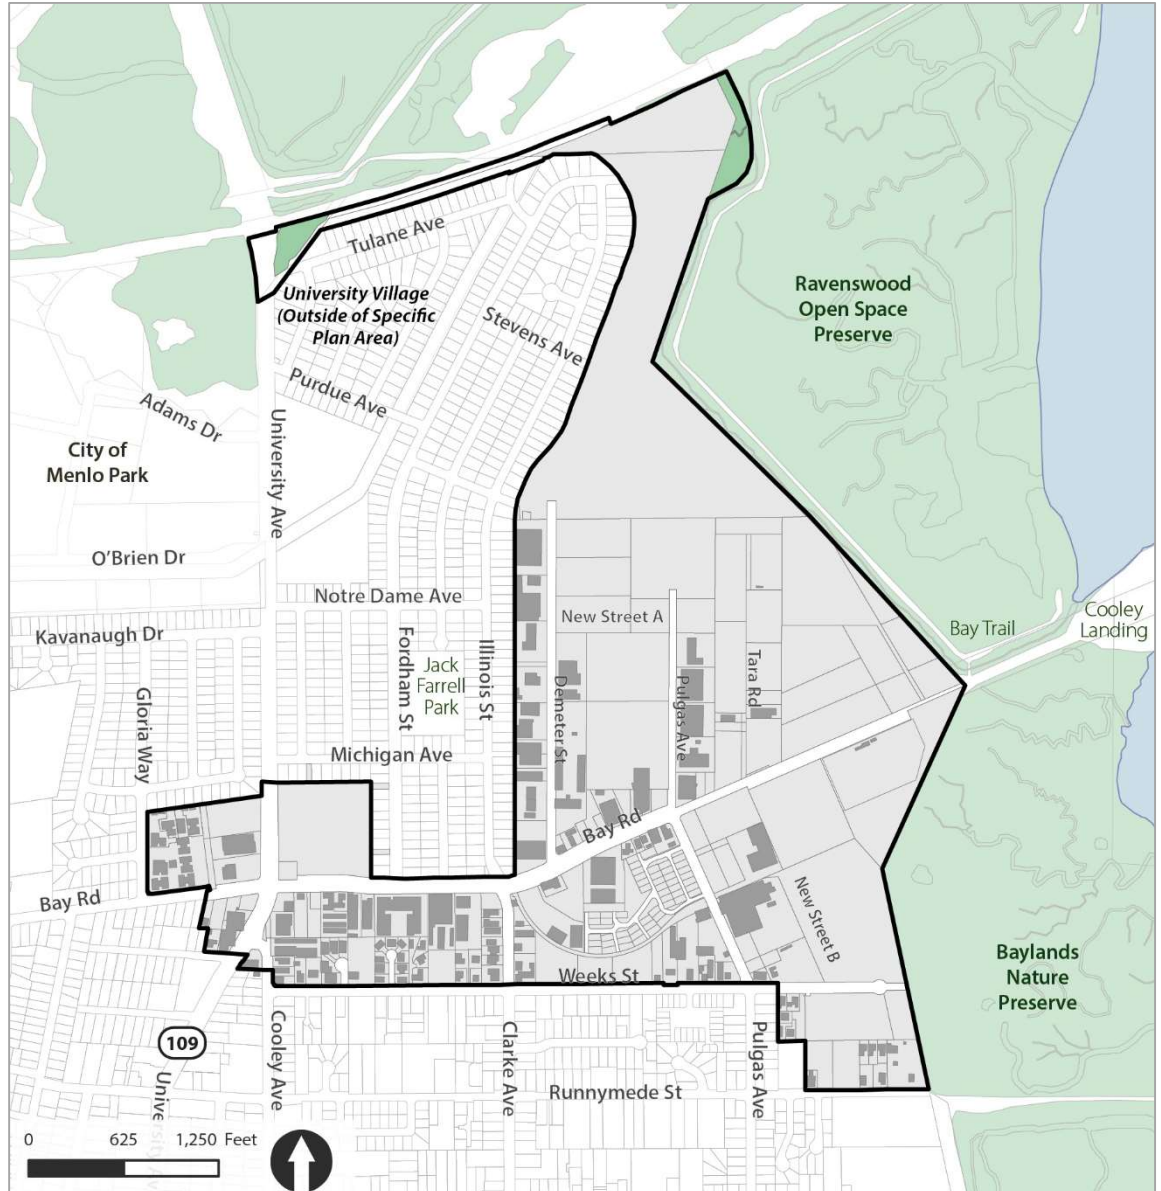 Tulane Ave
University Village
(Outside of Specific
Plan Area)
Stevens Ave
Ravenswood
Open Space
Preserve
Purdue Ave
Adams Dr
University Ave
City of
Menlo Park
O'Brien Dr
Notre Dame Ave
New Street A
Bay Trail
Cooley
Landing
Kavanaugh Dr
Fordham St
Jack
Farrell
Park
Illinois St
Demeter St
Pulgas Ave
Tara Rd
Gloria Way
Michigan Ave
Bay Rd
Bay Rd
New Street B
Weeks St
Baylands
Nature
Preserve
109
University Ave
Cooley Ave
Clarke Ave
Pulgas Ave
Runnymede St
0 625 1,250 Feet